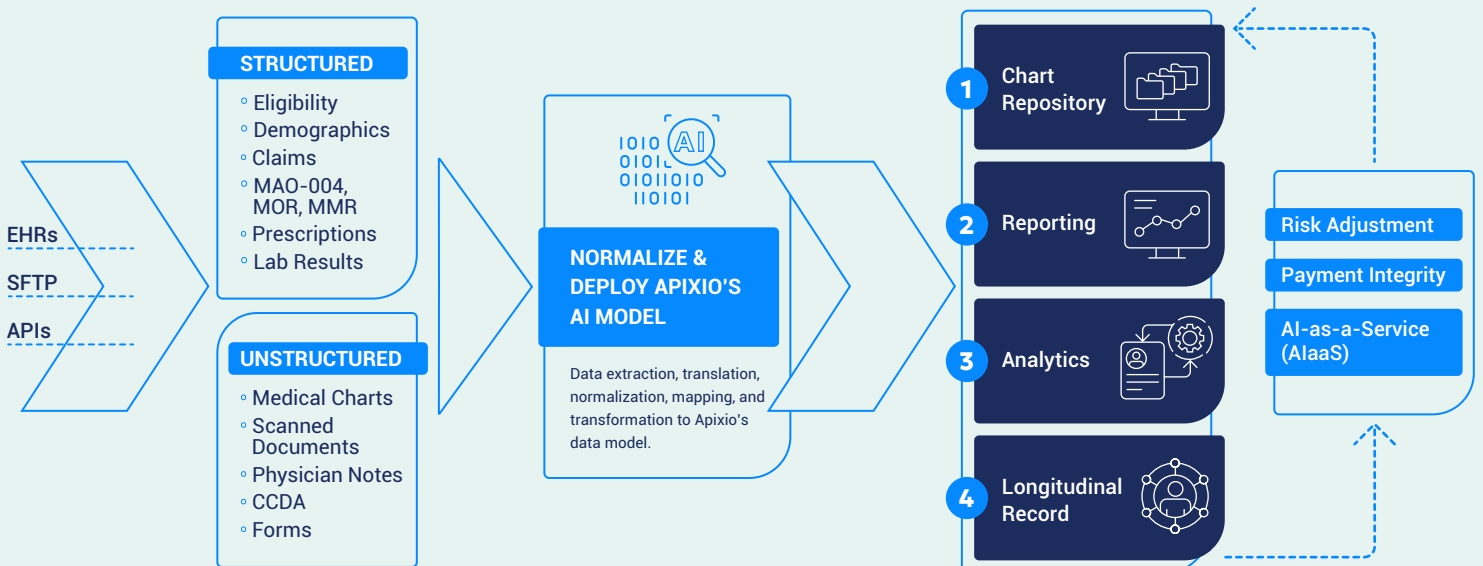 EHRs
SFTP
APIs
STRUCTURED
Eligibility
Demographics
Claims
MAO-004,
MOR, MMR
Prescriptions
Lab Results
UNSTRUCTURED
Medical Charts
Scanned
Documents
Physician Notes
CCDA
Forms
1010 AI
0101
01011010
110101
NORMALIZE &
DEPLOY APIXIO'S
AI MODEL
Data extraction, translation,
normalization, mapping, and
transformation to Apixio's
data model.
1
Chart
Repository
2
Reporting
3
Analytics
4
Longitudinal
Record
Risk Adjustment
Payment Integrity
AI-as-a-Service
(AIaaS)